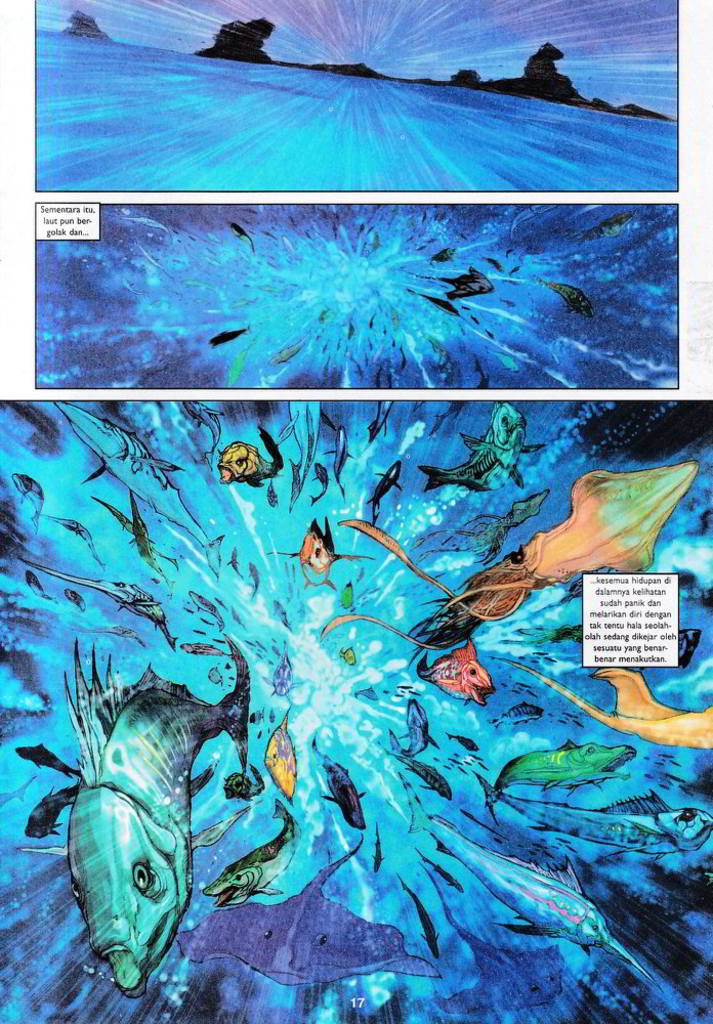 Sementara itu,
laut pun ber-
golak dan...
...kesemua hidupan di
dalamnya kelihatan
sudah panik dan
melarikan diri dengan
tak tentu hala seolah-
olah sedang dikejar oleh
sesuatu yang benar-
benar menakutkan.
17